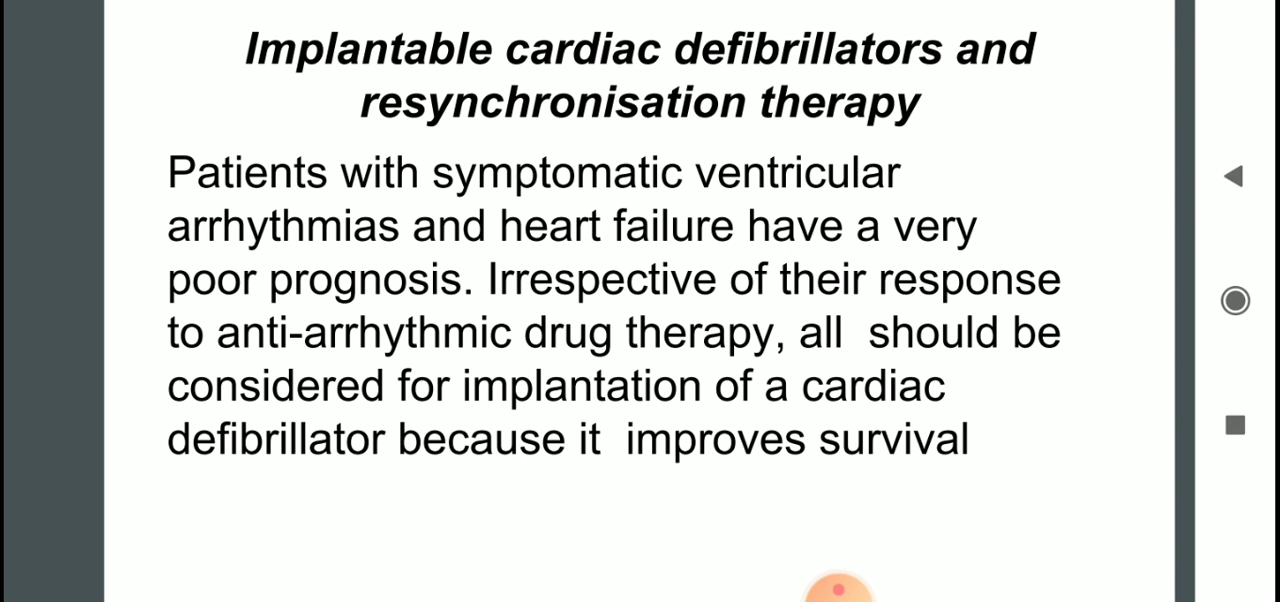 Implantable cardiac defibrillators and
resynchronisation therapy
Patients with symptomatic ventricular
arrhythmias and heart failure have a very
poor prognosis. Irrespective of their response
to anti-arrhythmic drug therapy, all  should be
considered for implantation of a cardiac
defibrillator because it  improves survival